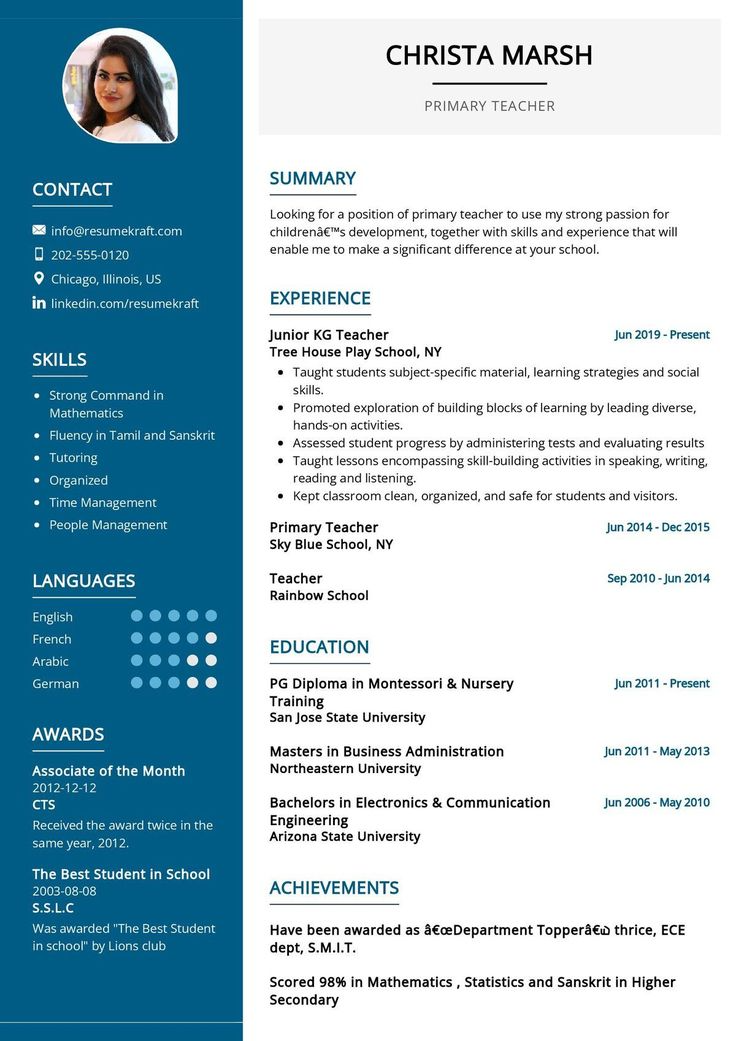 CHRISTA MARSH
PRIMARY TEACHER
CONTACT
info@resumekraft.com
202-555-0120
Chicago, Illinois, US
linkedin.com/resumekraft
SKILLS
Strong Command in
Mathematics
Fluency in Tamil and Sanskrit
Tutoring
Organized
Time Management
People Management
LANGUAGES
English
French
Arabic
German
AWARDS
Associate of the Month
2012-12-12
CTS
Received the award twice in the
same year, 2012.
The Best Student in School
2003-08-08
S.S.L.C
Was awarded "The Best Student
in school" by Lions club
SUMMARY
Looking for a position of primary teacher to use my strong passion for
childrenâ€™s development, together with skills and experience that will
enable me to make a significant difference at your school.
EXPERIENCE
Junior KG Teacher Jun 2019 - Present
Tree House Play School, NY
Taught students subject-specific material, learning strategies and social
skills.
Promoted exploration of building blocks of learning by leading diverse,
hands-on activities.
Assessed student progress by administering tests and evaluating results
Taught lessons encompassing skill-building activities in speaking, writing,
reading and listening.
Kept classroom clean, organized, and safe for students and visitors.
Primary Teacher Jun 2014 - Dec 2015
Sky Blue School, NY
Teacher Sep 2010 - Jun 2014
Rainbow School
EDUCATION
PG Diploma in Montessori & Nursery Jun 2011 - Present
Training
San Jose State University
Masters in Business Administration Jun 2011 - May 2013
Northeastern University
Bachelors in Electronics & Communication Jun 2006 - May 2010
Engineering
Arizona State University
ACHIEVEMENTS
Have been awarded as â€œDepartment thrice, ECE
dept, S.M.I.T.
Scored 98% in Mathematics , Statistics and Sanskrit in Higher
Secondary